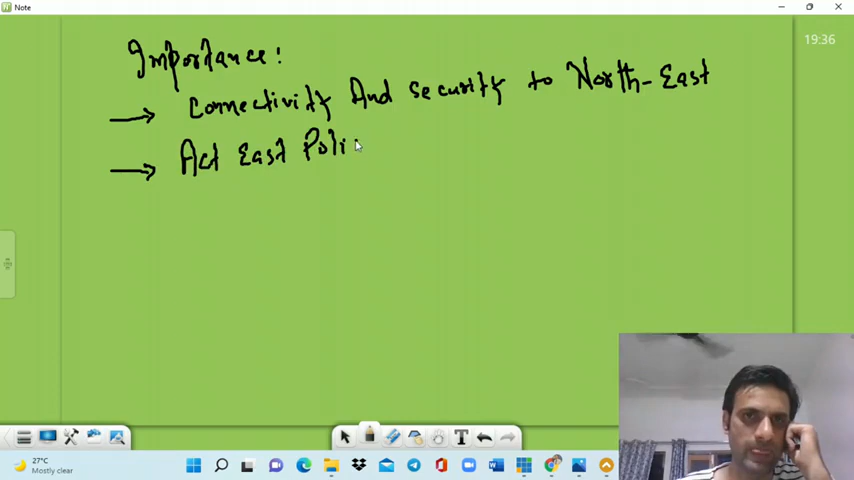 Note
19:36
Importance:
→ Connectivity And Security to North-East
→ Act East Poli
27°C
Mostly clear